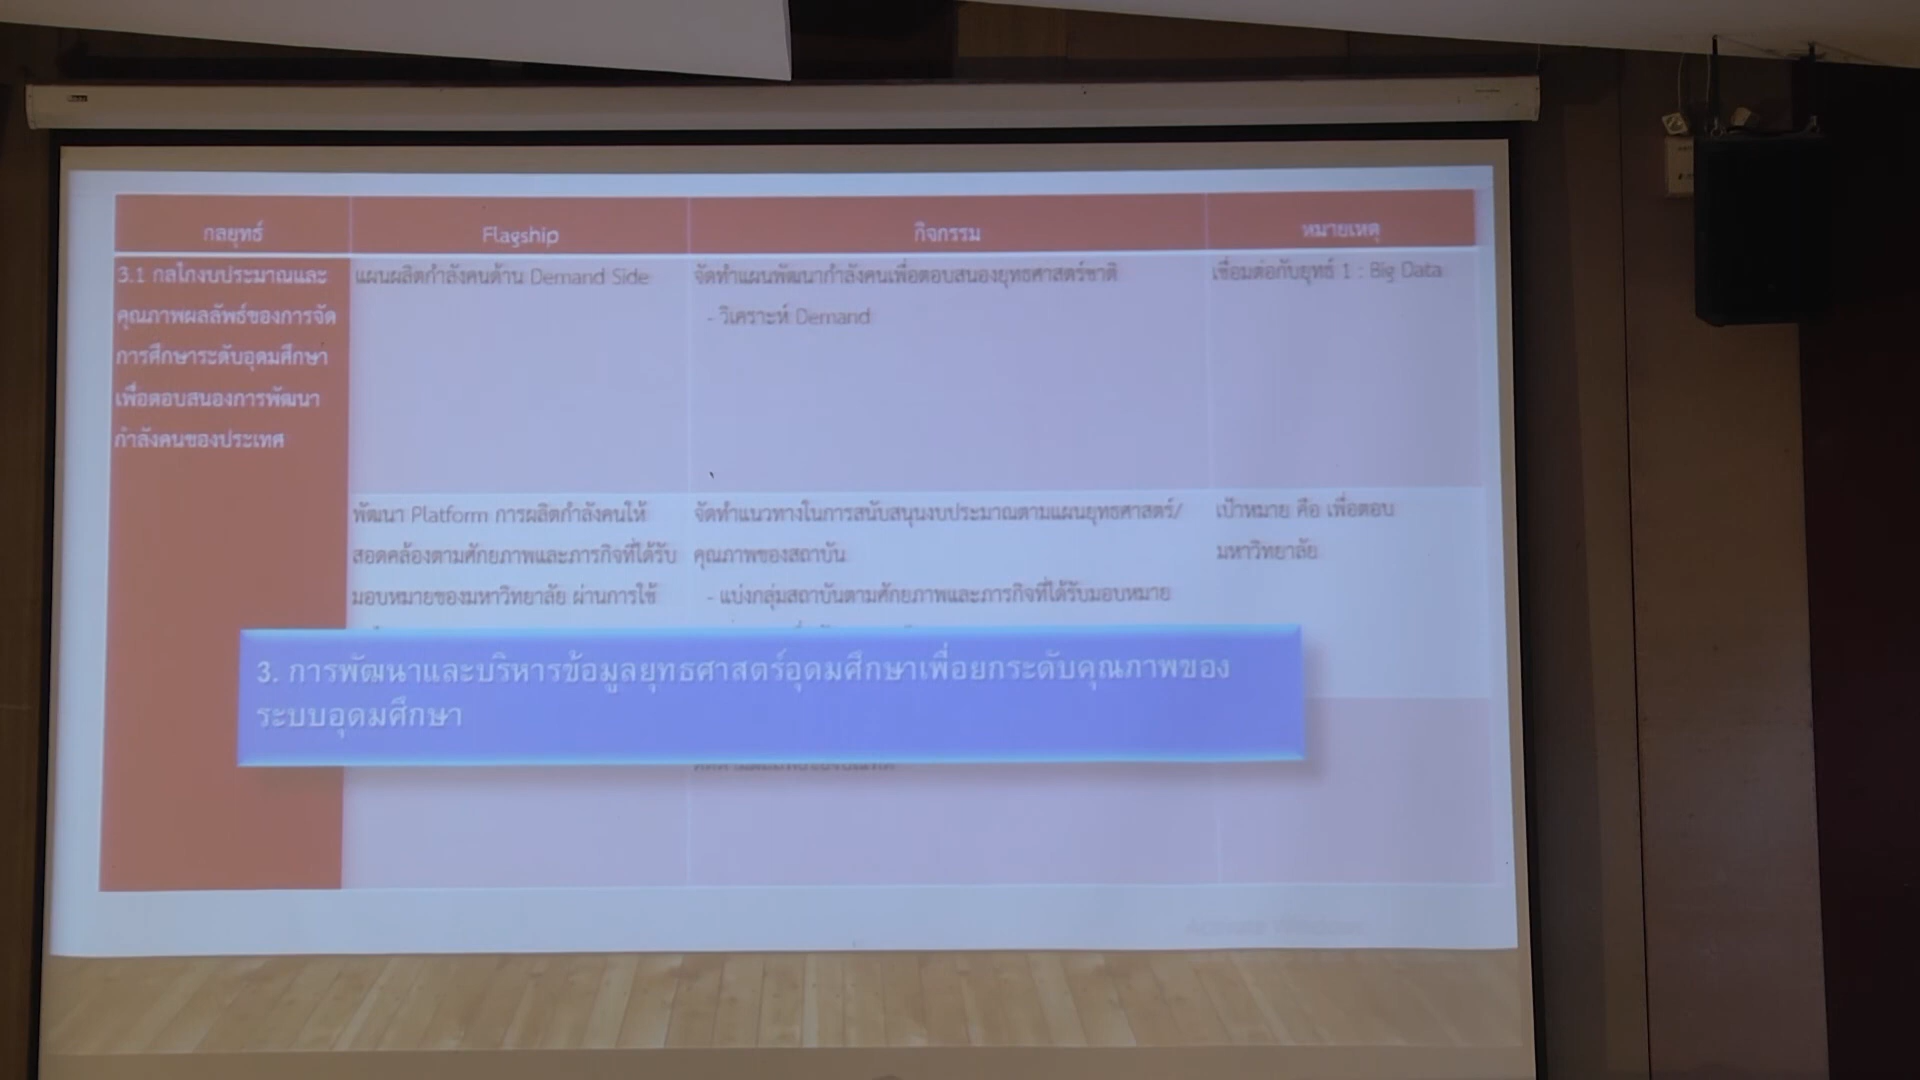 กลยุทธ์
Flagship
กิจกรรม
หมายเหตุ
3.1 กลไกงบประมาณและ
คุณภาพผลลัพธ์ของการจัด
การศึกษาระดับอุดมศึกษา
เพื่อตอบสนองการพัฒนา
กำลังคนของประเทศ
แผนผลิตกำลังคนด้าน Demand Side
จัดทำแผนพัฒนากำลังคนเพื่อตอบสนองยุทธศาสตร์ชาติ
- วิเคราะห์ Demand
เชื่อมต่อกับยุทธ์ 1 : Big Data
พัฒนา Platform การผลิตกำลังคนให้
สอดคล้องตามศักยภาพและภารกิจที่ได้รับ
มอบหมายของมหาวิทยาลัย ผ่านการใช้
จัดทำแนวทางในการสนับสนุนงบประมาณตามแผนยุทธศาสตร์/
คุณภาพของสถาบัน
- แบ่งกลุ่มสถาบันตามศักยภาพและภารกิจที่ได้รับมอบหมาย
เป้าหมาย คือ เพื่อตอบ
มหาวิทยาลัย
3. การพัฒนาและบริหารข้อมูลยุทธศาสตร์อุดมศึกษาเพื่อยกระดับคุณภาพของ
ระบบอุดมศึกษา
Activate Windows